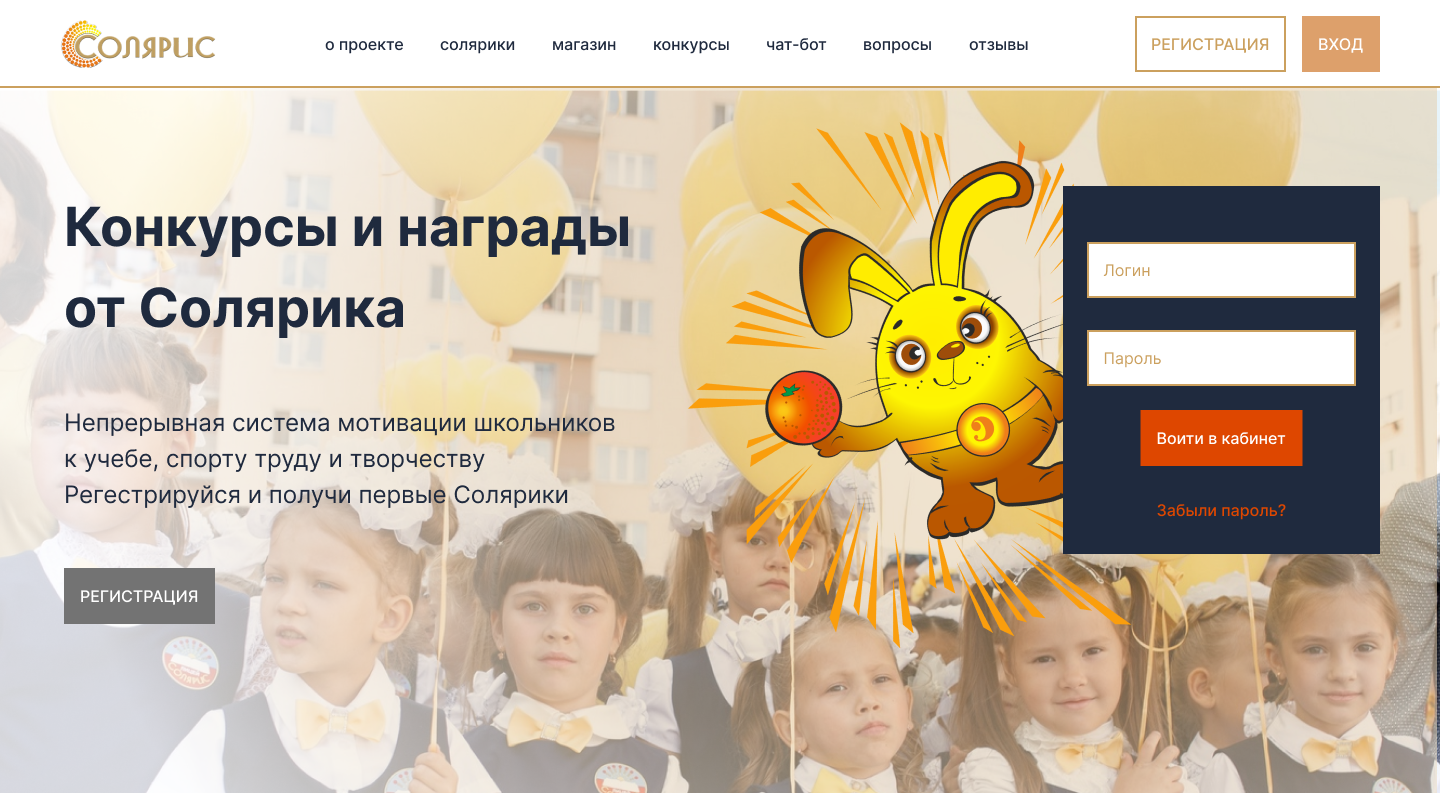 СОЛЯРИС
о проекте
солярики
магазин
конкурсы
чат-бот
вопросы
отзывы
РЕГИСТРАЦИЯ
ВХОД
Конкурсы и награды
от Солярика
Непрерывная система мотивации школьников
к учебе, спорту труду и творчеству
Регестрируйся и получи первые Солярики
РЕГИСТРАЦИЯ
Логин
Пароль
Воити в кабинет
Забыли пароль?